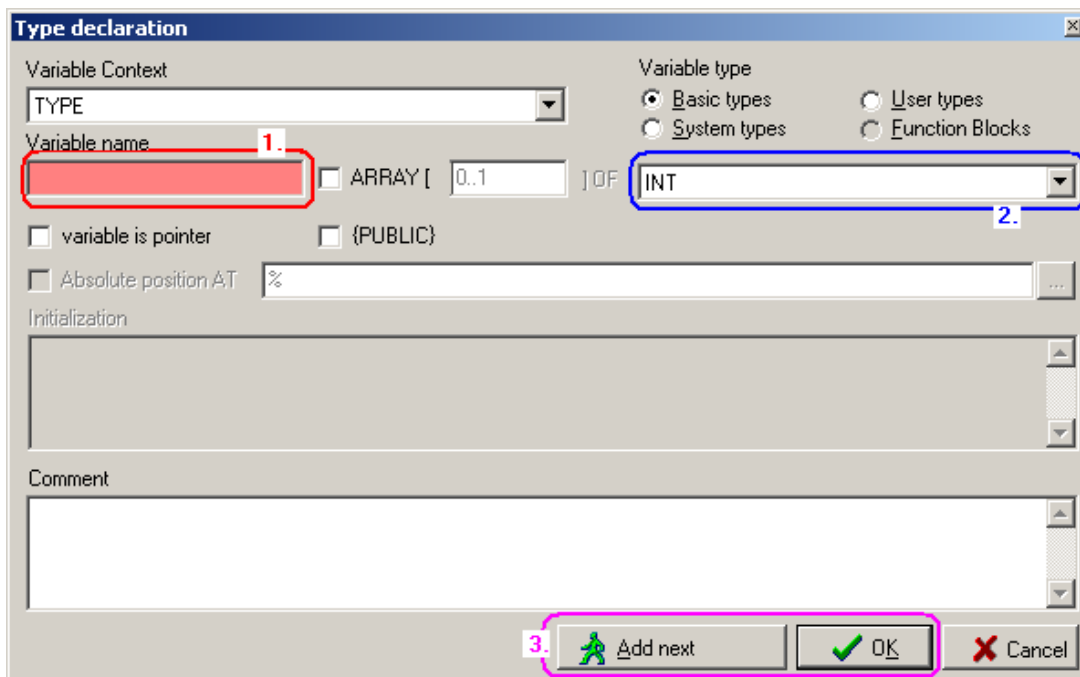 Type declaration
Variable Context
Variable type
TYPE
Basic types
User types
System types
Function Blocks
Variable name
1.
ARRAY [
0..1
] OF
INT
2.
variable is pointer
{PUBLIC}
Absolute position AT
%
...
Initialization
Comment
3.
Add next
OK
Cancel